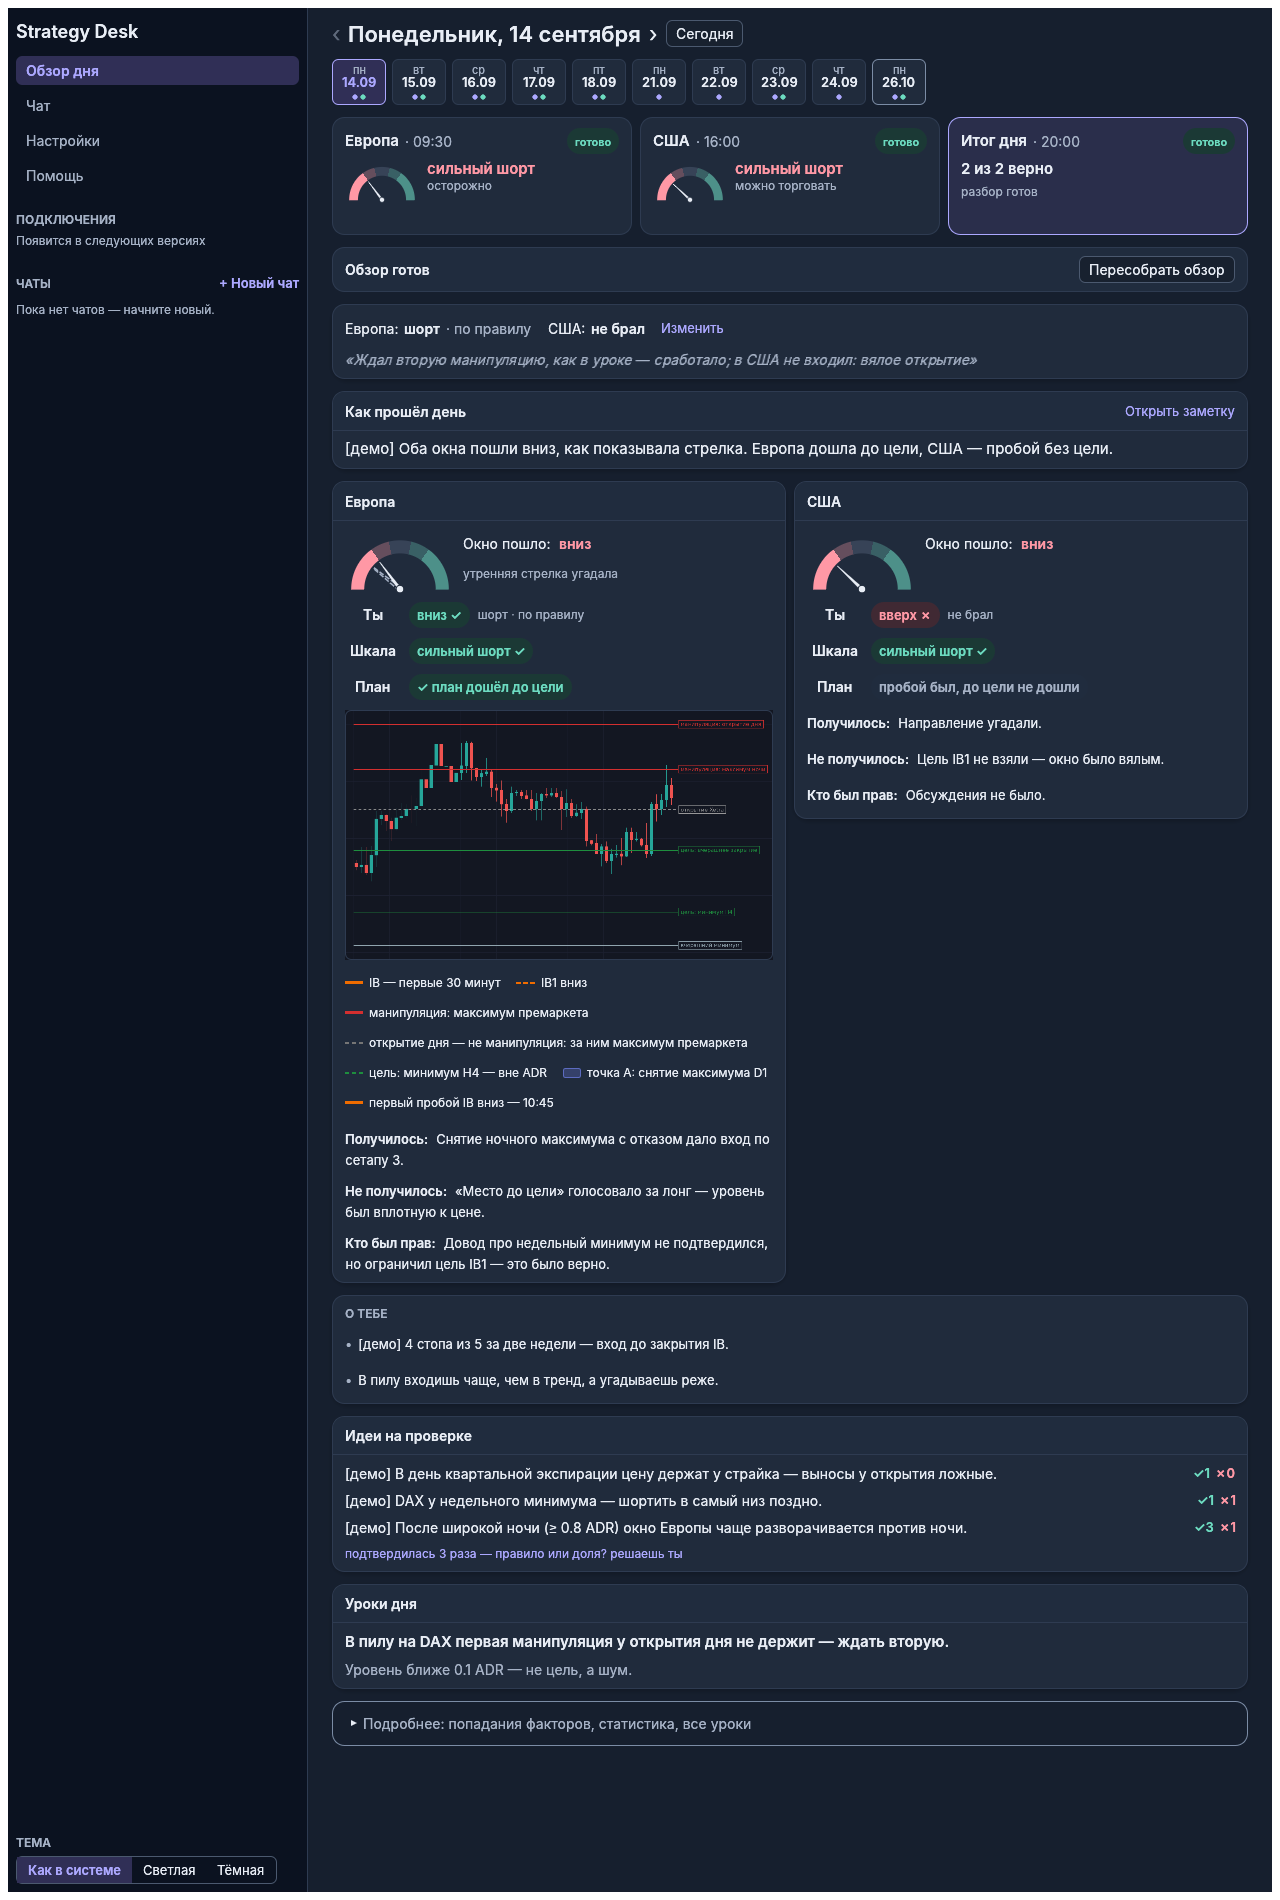 Strategy Desk
Обзор дня
Чат
Настройки
Помощь
ПОДКЛЮЧЕНИЯ
Появится в следующих версиях
ЧАТЫ
+ Новый чат
Пока нет чатов — начните новый.
ТЕМА
Как в системе Светлая Тёмная
‹ Понедельник, 14 сентября › Сегодня
пн вт ср чт пт пн вт ср чт пн
14.09 15.09 16.09 17.09 18.09 21.09 22.09 23.09 24.09 26.10
Европа · 09:30 готово
сильный шорт
осторожно
США · 16:00 готово
сильный шорт
можно торговать
Итог дня · 20:00 готово
2 из 2 верно
разбор готов
Обзор готов Пересобрать обзор
Европа: шорт · по правилу США: не брал Изменить
«Ждал вторую манипуляцию, как в уроке — сработало; в США не входил: вялое открытие»
Как прошёл день Открыть заметку
[демо] Оба окна пошли вниз, как показывала стрелка. Европа дошла до цели, США — пробой без цели.
Европа
Окно пошло: вниз
утренняя стрелка угадала
Ты вниз ✓ шорт · по правилу
Шкала сильный шорт ✓
План ✓ план дошёл до цели
IB — первые 30 минут IB1 вниз
манипуляция: максимум премаркета
открытие дня — не манипуляция: за ним максимум премаркета
цель: минимум H4 — вне ADR точка A: снятие максимума D1
первый пробой IB вниз — 10:45
Получилось: Снятие ночного максимума с отказом дало вход по
сетапу 3.
Не получилось: «Место до цели» голосовало за лонг — уровень
был вплотную к цене.
Кто был прав: Довод про недельный минимум не подтвердился,
но ограничил цель IB1 — это было верно.
США
Окно пошло: вниз
Ты вверх × не брал
Шкала сильный шорт ✓
План пробой был, до цели не дошли
Получилось: Направление угадали.
Не получилось: Цель IB1 не взяли — окно было вялым.
Кто был прав: Обсуждения не было.
О ТЕБЕ
• [демо] 4 стопа из 5 за две недели — вход до закрытия IB.
• В пилу входишь чаще, чем в тренд, а угадываешь реже.
Идеи на проверке
[демо] В день квартальной экспирации цену держат у страйка — выносы у открытия ложные. ✓1 ×0
[демо] DAX у недельного минимума — шортить в самый низ поздно. ✓1 ×1
[демо] После широкой ночи (≥ 0.8 ADR) окно Европы чаще разворачивается против ночи. ✓3 ×1
подтвердилась 3 раза — правило или доля? решаешь ты
Уроки дня
В пилу на DAX первая манипуляция у открытия дня не держит — ждать вторую.
Уровень ближе 0.1 ADR — не цель, а шум.
▸ Подробнее: попадания факторов, статистика, все уроки